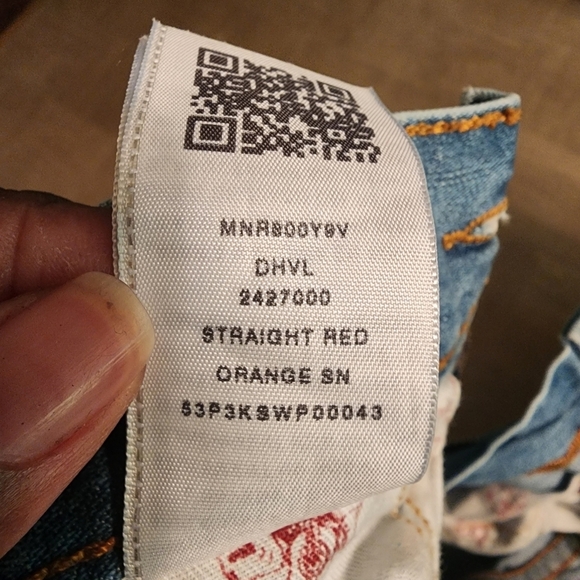 MNR800Y9V
DHVL
2427000
STRAIGHT RED
ORANGE SN
53P3KSWP00043